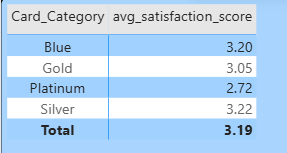 Card_Category avg_satisfaction_score
Blue 3.20
Gold 3.05
Platinum 2.72
Silver 3.22
Total 3.19